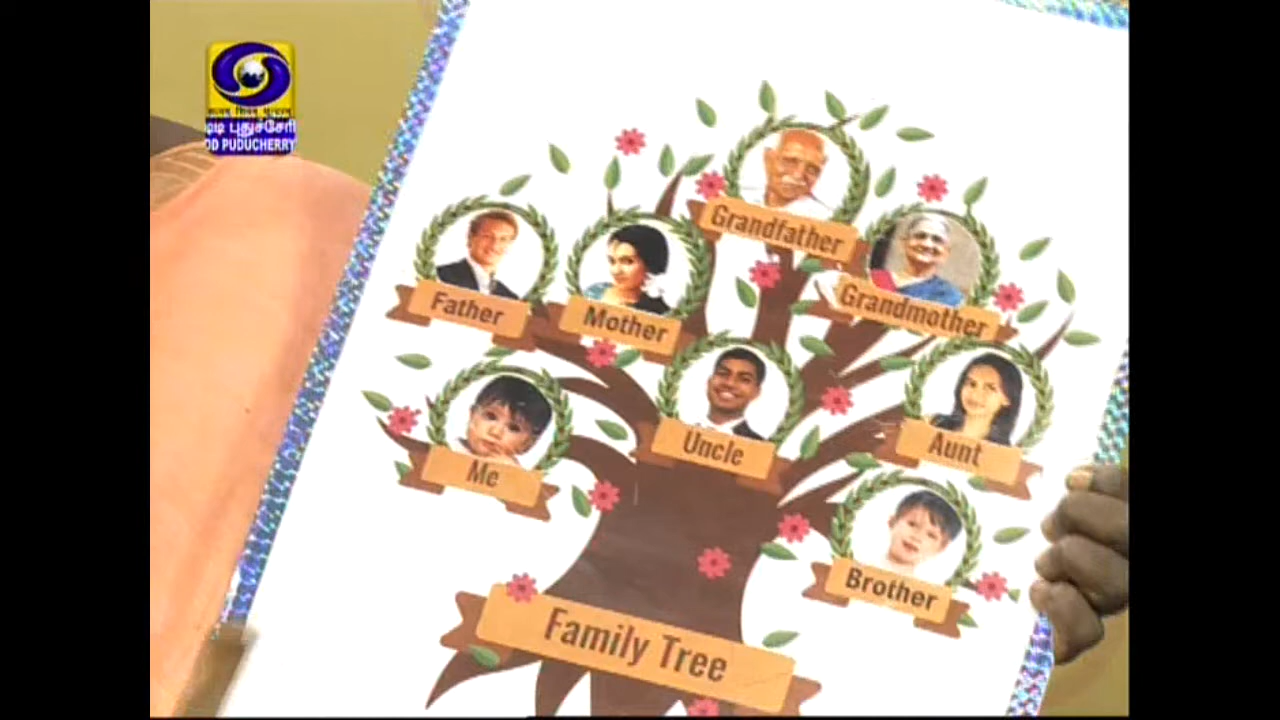 டிடி புதுச்சேரி
DD PUDUCHERRY
Grandfather
Grandmother
Father
Mother
Uncle
Aunt
Me
Brother
Family Tree